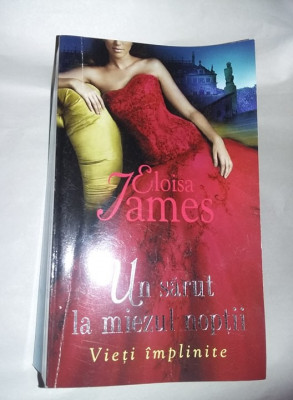 Eloisa
James
Un sărut
la miezul nopții
Vieți împlinite